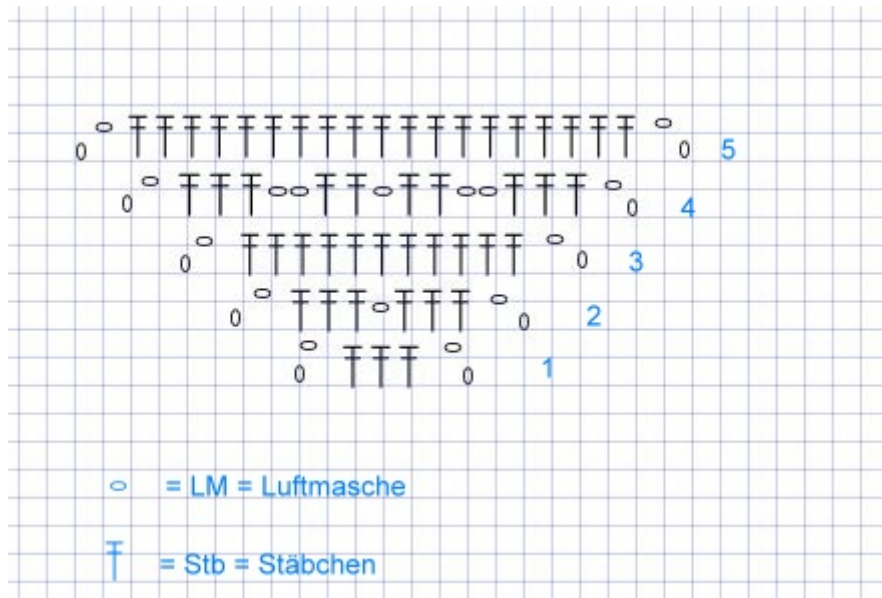 5
4
3
2
1
= LM = Luftmasche
= Stb = Stäbchen